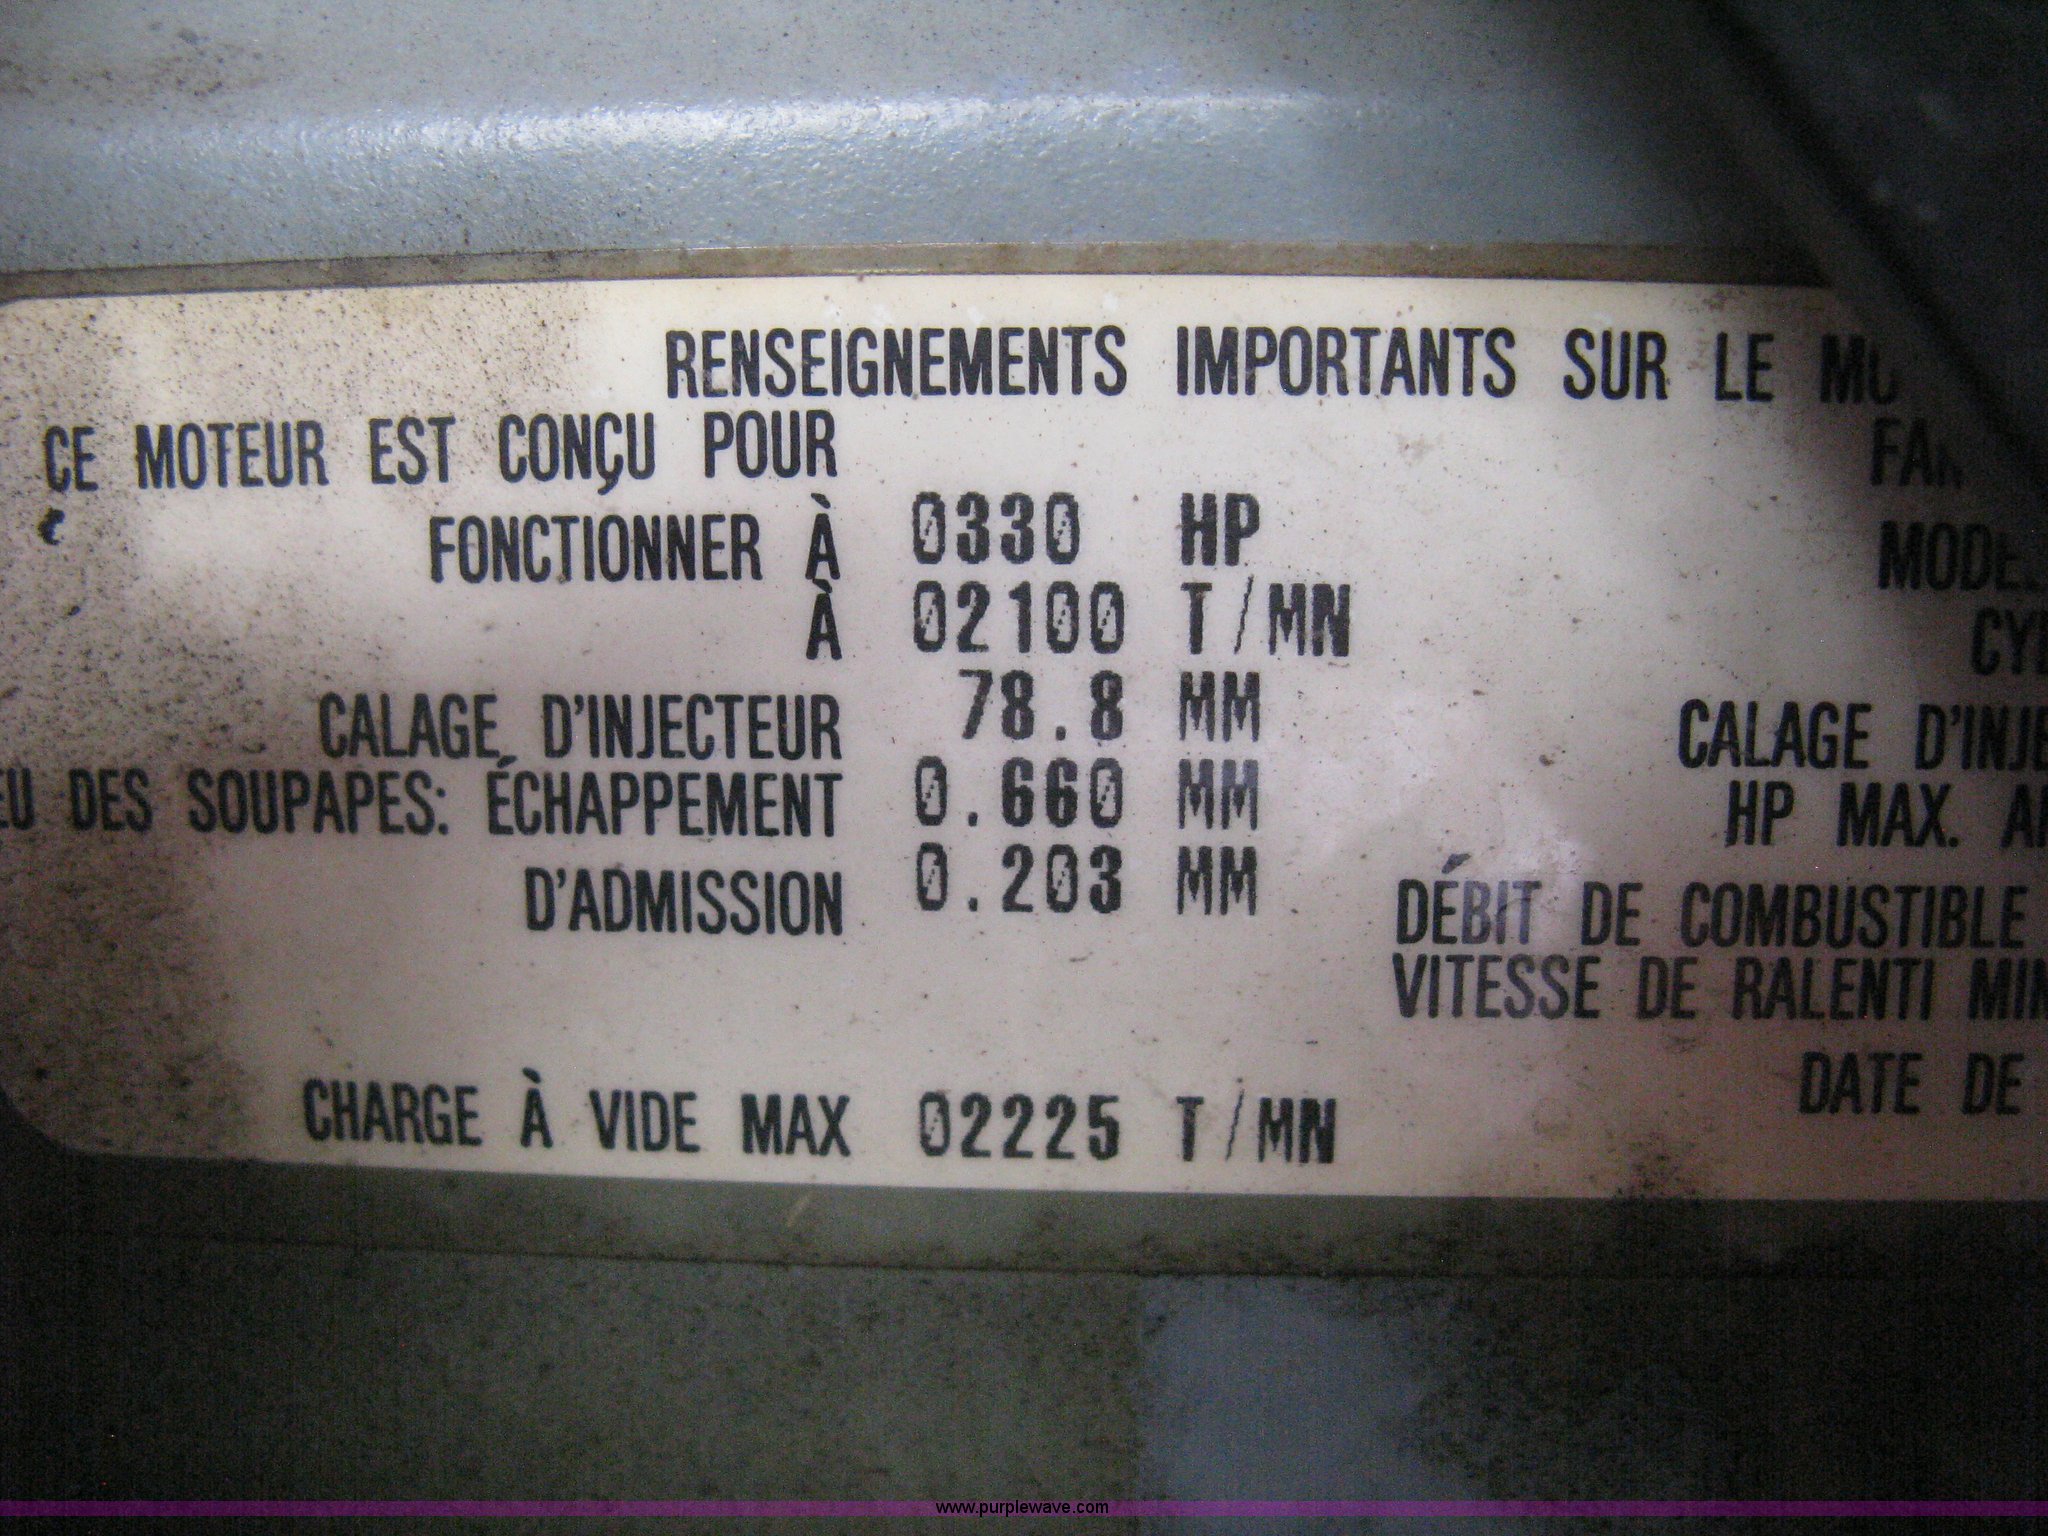 RENSEIGNEMENTS IMPORTANTS SUR LE
CE MOTEUR EST CONÇU POUR
FONCTIONNER À 0330 HP
À 02100 T/MN
CALAGE D'INJECTEUR 78.8 MM
DES SOUPAPES: ÉCHAPPEMENT 0.660 MM
D'ADMISSION 0.203 MM
CHARGE À VIDE MAX 02225 T/MN
CALAGE
HP MAX.
DÉBIT DE COMBUSTIBLE
VITESSE DE RALENTI
DATE DE
www.purplewave.com